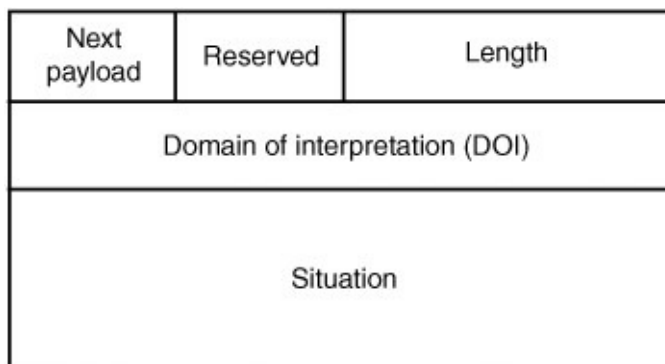 Next
payload
Reserved
Length
Domain of interpretation (DOI)
Situation